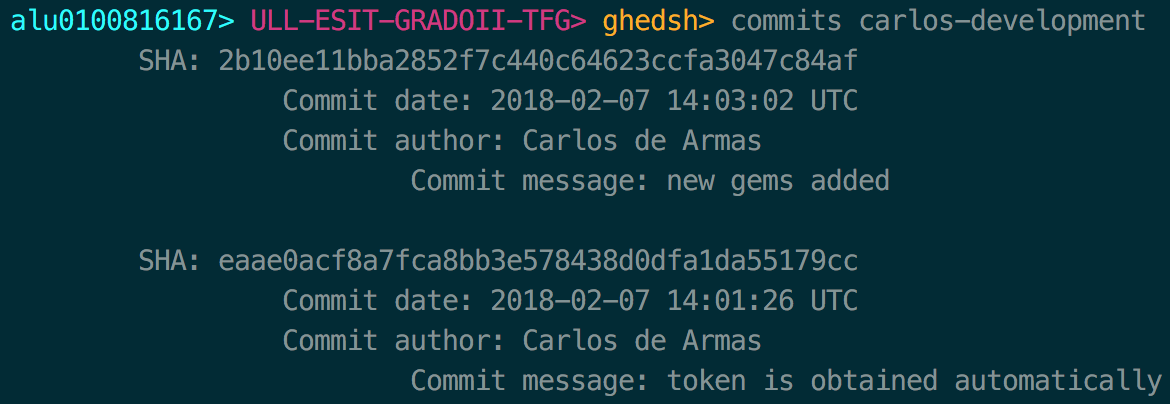 alu0100816167> ULL-ESIT-GRADOII-TFG> ghedsh> commits carlos-development
SHA: 2b10ee11bba2852f7c440c64623ccfa3047c84af
Commit date: 2018-02-07 14:03:02 UTC
Commit author: Carlos de Armas
Commit message: new gems added
SHA: eaae0acf8a7fca8bb3e578438d0dfa1da55179cc
Commit date: 2018-02-07 14:01:26 UTC
Commit author: Carlos de Armas
Commit message: token is obtained automatically